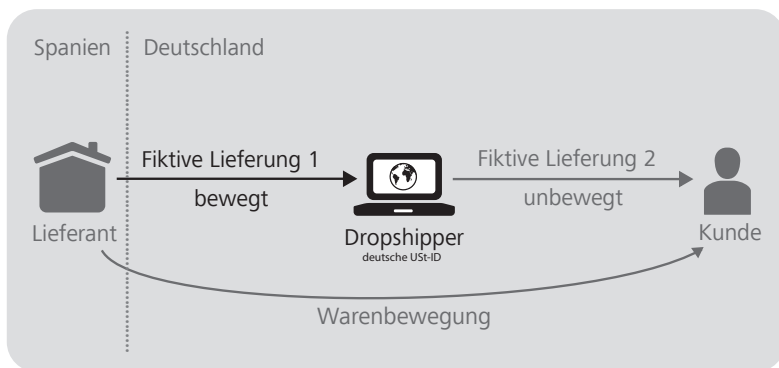 Spanien
Deutschland
Fiktive Lieferung 1
bewegt
Fiktive Lieferung 2
unbewegt
Lieferant
Dropshipper
deutsche USt-ID
Kunde
Warenbewegung